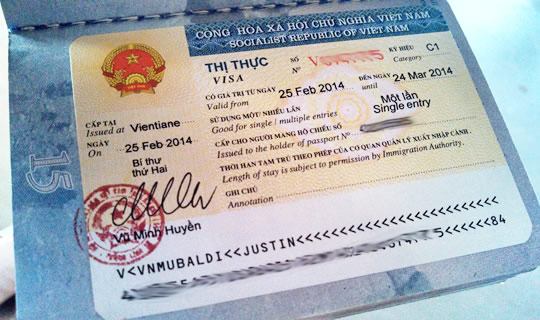 CỘNG HÒA XÃ HỘI CHỦ NGHĨA VIỆT NAM
SOCIALIST REPUBLIC OF VIETNAM
THỊ THỰC SỐ V KÝ HIỆU C1
VISA No Category
CÓ GIÁ TRỊ TỪ NGÀY 25 Feb 2014 ĐẾN NGÀY 24 Mar 2014
Valid from until
CẤP TẠI Vientiane SỬ DỤNG MỘT/ NHIỀU LẦN Một lần
Issued at Good for single / multiple entries Single entry
NGÀY 25 Feb 2014 CẤP CHO NGƯỜI MANG HỘ CHIẾU SỐ
On Issued to the holder of passport No
Bí thư THỜI HẠN TẠM TRÚ THEO PHÉP CỦA CƠ QUAN QUẢN LÝ XUẤT NHẬP CẢNH.
thứ Hai Length of stay is subject to permission by Immigration Authority.
GHI CHÚ
Annotation
Vũ Minh Huyền
15
V<VNMUBALDI<<JUSTIN<<<<<<<<<<<<<<<<<<<<<<<<
<<<<<<84